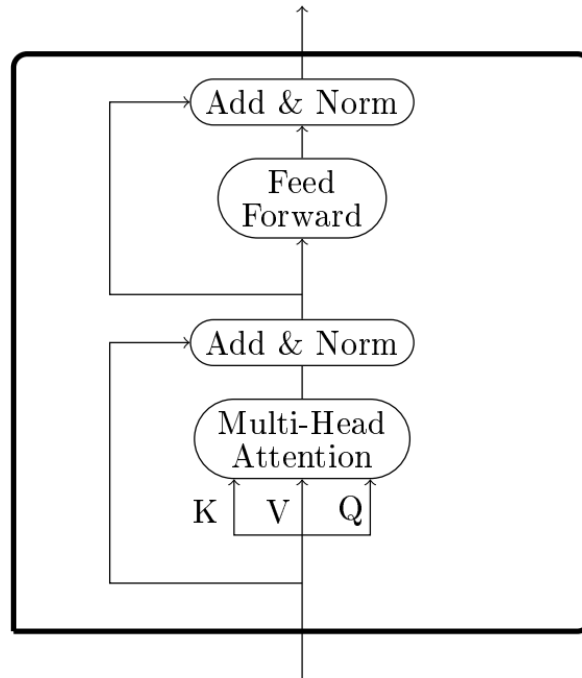 Add & Norm
Feed
Forward
Add & Norm
Multi-Head
Attention
K V Q